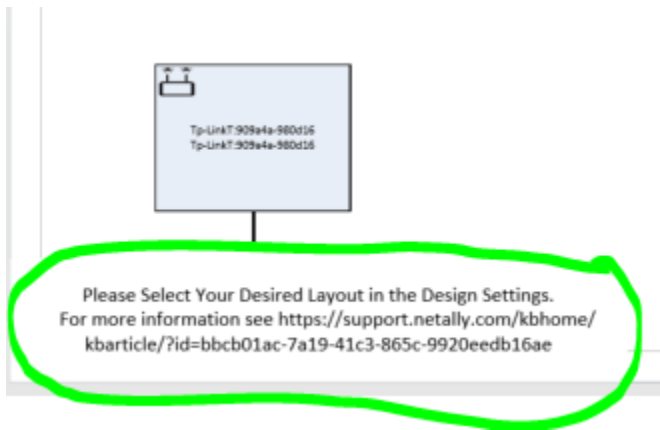 Tp-LinkT:909a4a-980d16
Tp-LinkT:909a4a-980d16
Please Select Your Desired Layout in the Design Settings.
For more information see https://support.netally.com/kbhome/
kbarticle/?id=bbcb01ac-7a19-41c3-865c-9920eedb16ae